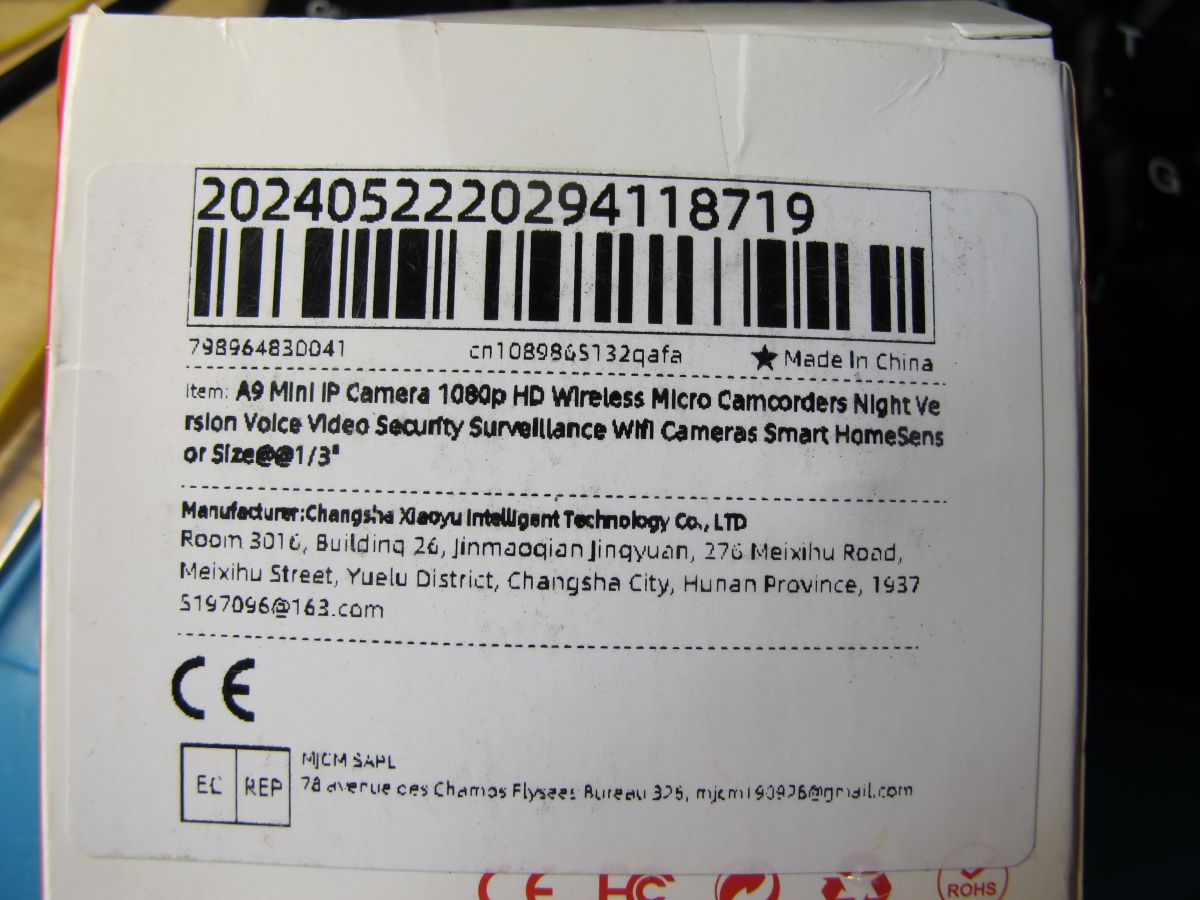 2024052220294118719
798964830041 cn1089865132qafa ★ Made In China
Item: A9 Mini IP Camera 1080p HD Wireless Micro Camcorders Night Ve
rsion Voice Video Security Surveillance Wifi Cameras Smart HomeSens
or Size@@1/3"
Manufacturer:Changsha Xiaoyu Intelligent Technology Co., LTD
Room 3016, Building 26, Jinmaoqian Jingyuan, 276 Meixihu Road,
Meixihu Street, Yuelu District, Changsha City, Hunan Province, 1937
5197096@163.com
CE
EC REP
MJCM SARL
78 avenue des Champs Elysees Bureau 326, mjcm190926@gmail.com
CE FC
ROHS
T
G